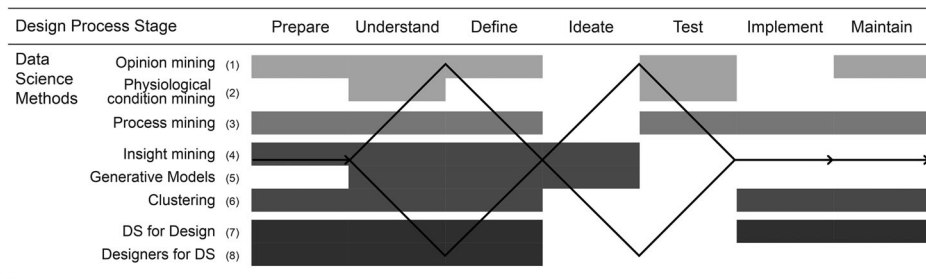 Design Process Stage Prepare Understand Define Ideate Test Implement Maintain
Data Science Methods
Opinion mining (1)
Physiological condition mining (2)
Process mining (3)
Insight mining (4)
Generative Models (5)
Clustering (6)
DS for Design (7)
Designers for DS (8)